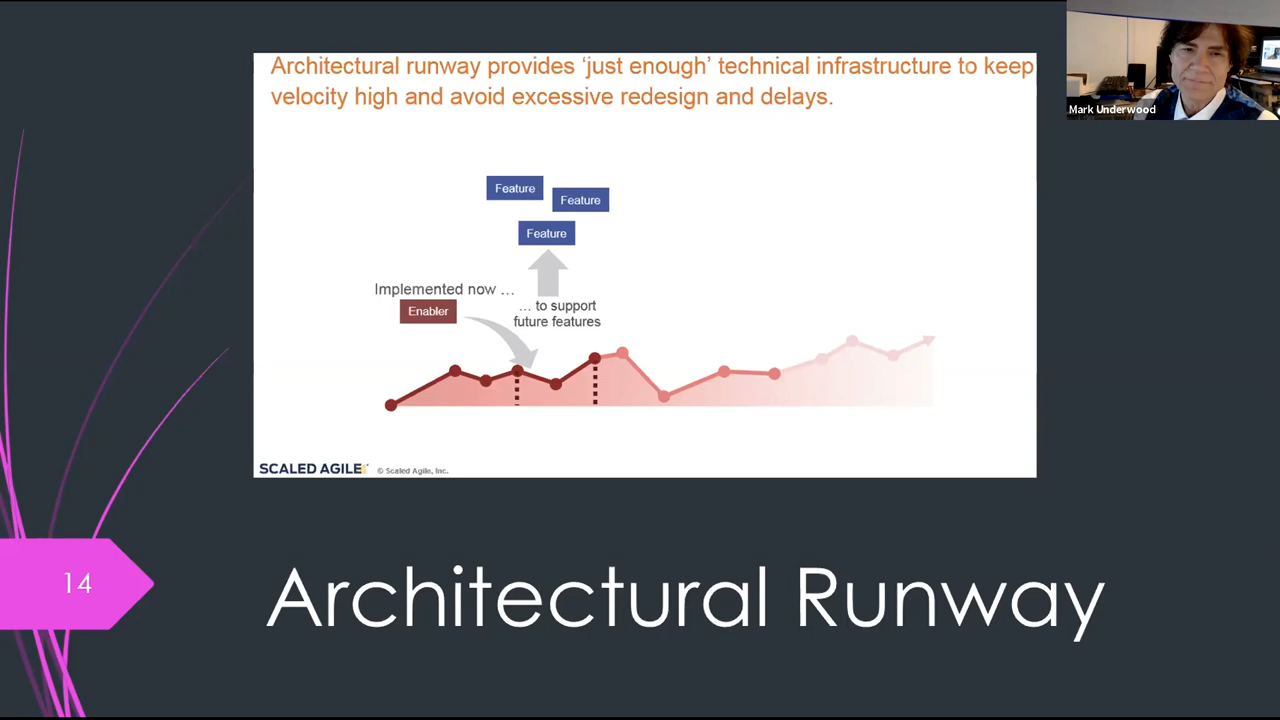 Architectural runway provides ‘just enough’ technical infrastructure to keep
velocity high and avoid excessive redesign and delays.
Mark Underwood
Feature
Feature
Feature
Implemented now …
Enabler
… to support
future features
SCALED AGILE
© Scaled Agile, Inc.
14
Architectural Runway